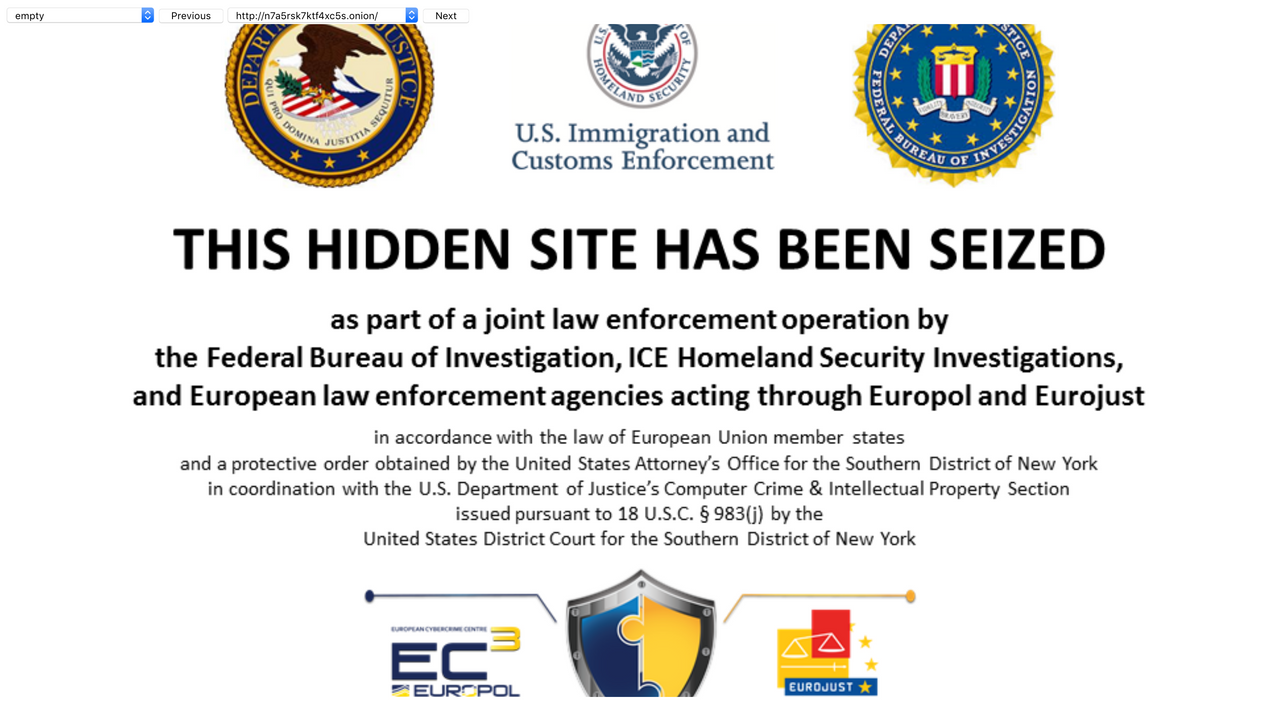 empty
Previous
http://n7a5rsk7ktf4xc5s.onion/
Next
DEPARTMENT JUSTICE
QUI PRO DOMINA JUSTITIA SEQUITUR
U.S. OF
HOMELAND SECURITY
U.S. Immigration and
Customs Enforcement
FEDERAL BUREAU OF INVESTIGATION
FIDELITY BRAVERY INTEGRITY
THIS HIDDEN SITE HAS BEEN SEIZED
as part of a joint law enforcement operation by
the Federal Bureau of Investigation, ICE Homeland Security Investigations,
and European law enforcement agencies acting through Europol and Eurojust
in accordance with the law of European Union member states
and a protective order obtained by the United States Attorney’s Office for the Southern District of New York
in coordination with the U.S. Department of Justice’s Computer Crime & Intellectual Property Section
issued pursuant to 18 U.S.C. § 983(j) by the
United States District Court for the Southern District of New York
EUROPEAN CYBERCRIME CENTRE
EC3
EUROPOL
EUROJUST